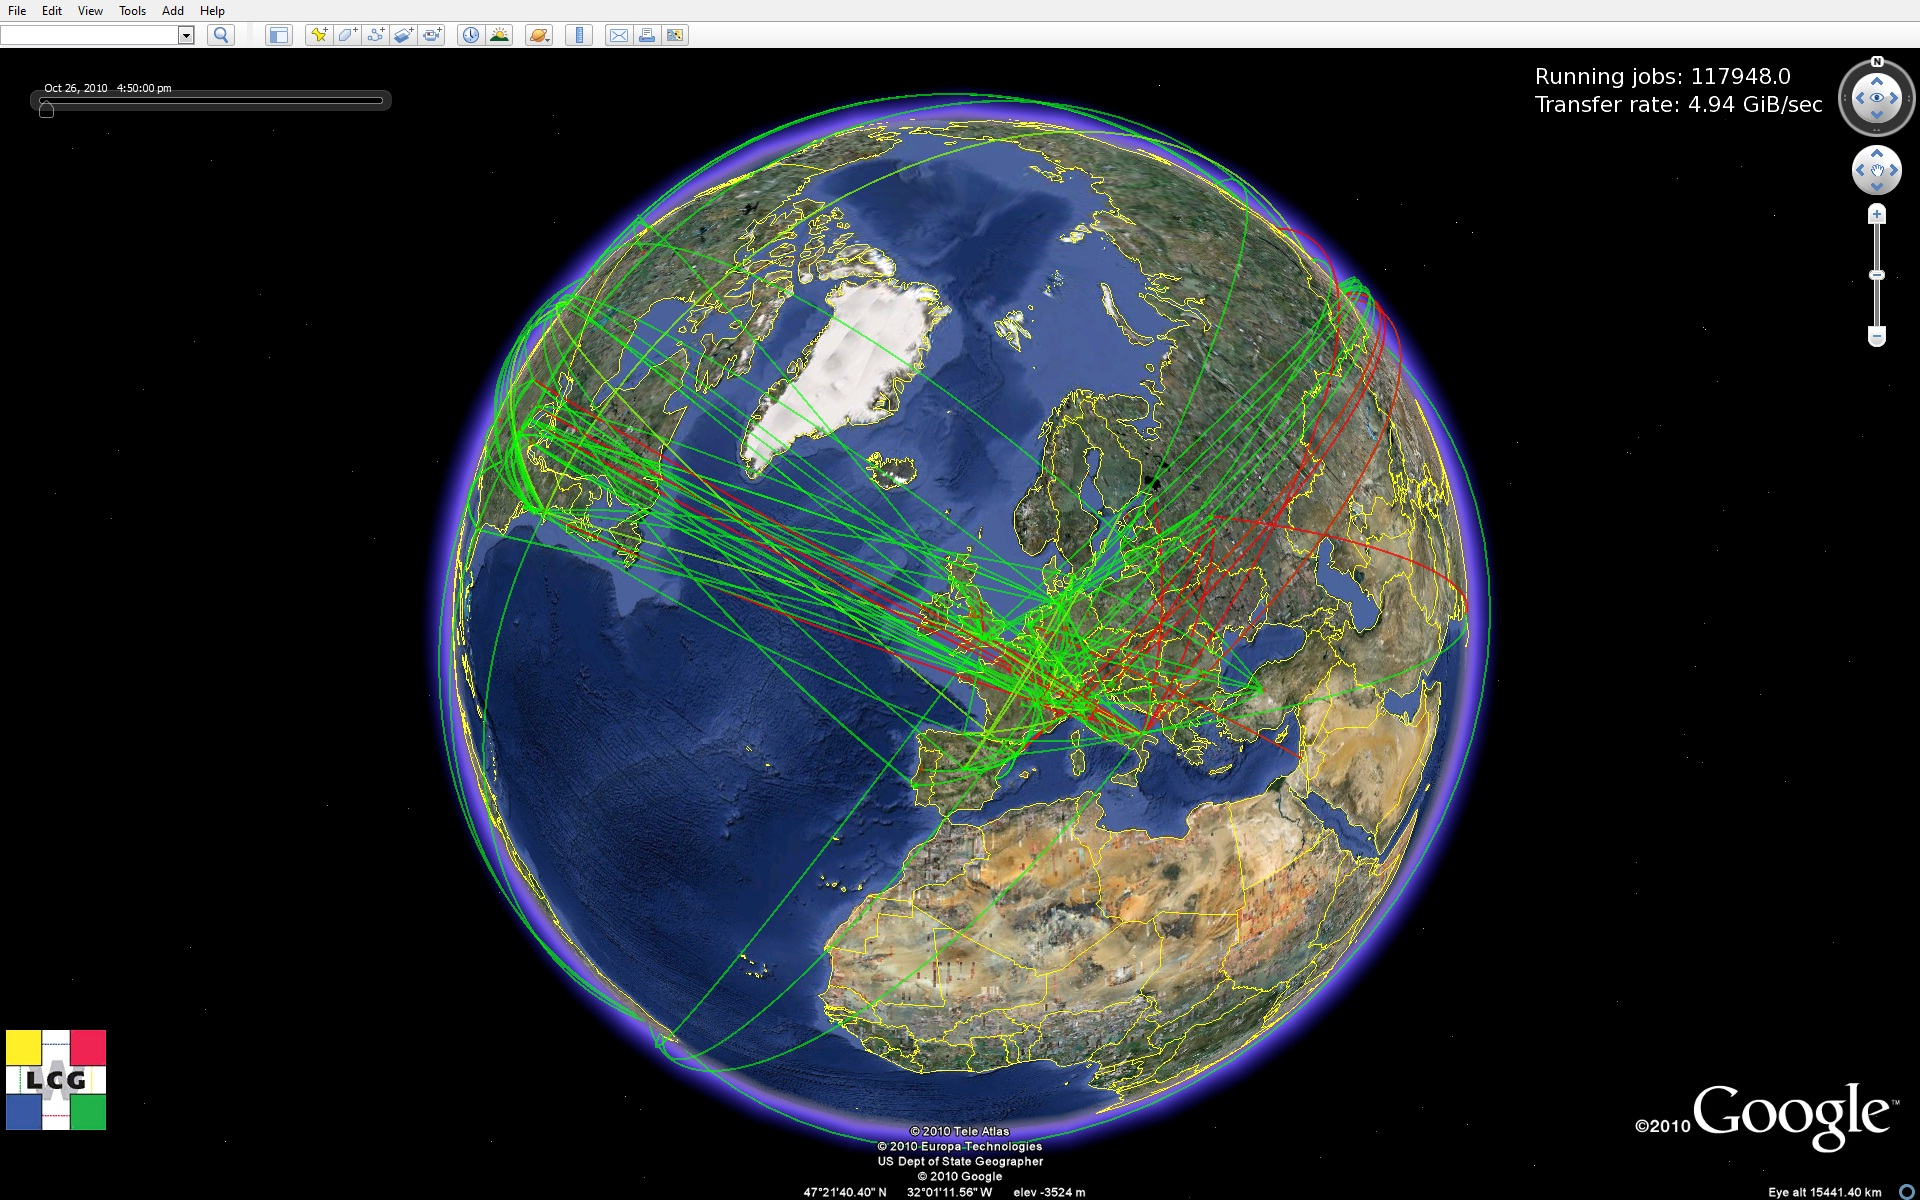 File Edit View Tools Add Help
Oct 26, 2010 4:50:00 pm
Running jobs: 117948.0
Transfer rate: 4.94 GiB/sec
N
LCG
©2010 Google™
© 2010 Tele Atlas
© 2010 Europa Technologies
US Dept of State Geographer
© 2010 Google
47°21'40.40" N 32°01'11.56" W elev -3524 m
Eye alt 15441.40 km